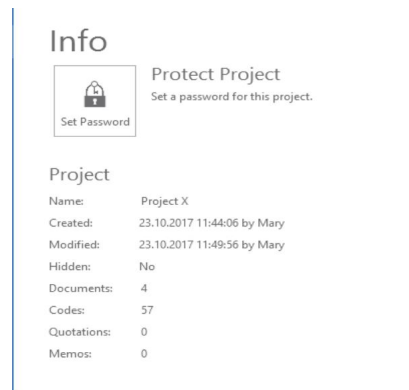 Info
Protect Project
Set a password for this project.
Set Password
Project
Name: Project X
Created: 23.10.2017 11:44:06 by Mary
Modified: 23.10.2017 11:49:56 by Mary
Hidden: No
Documents: 4
Codes: 57
Quotations: 0
Memos: 0